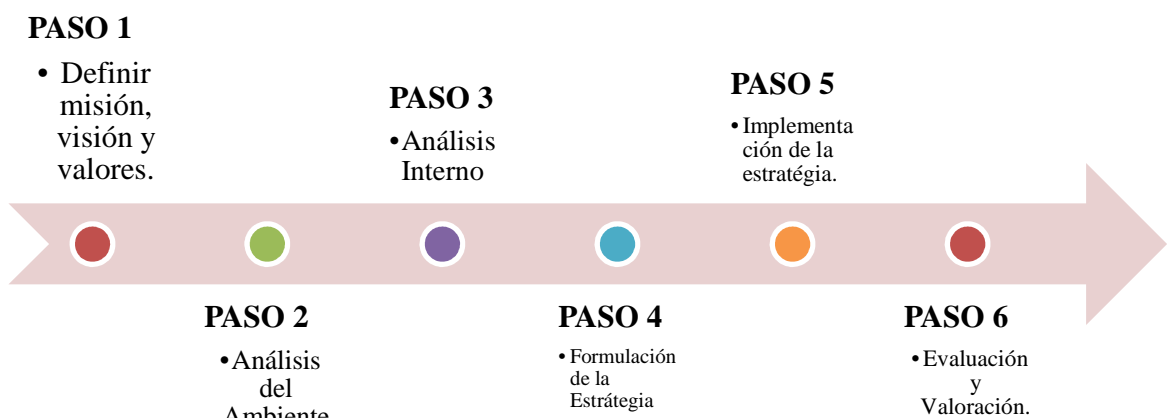 PASO 1
• Definir
misión,
visión y
valores.
PASO 2
•Análisis
del
Ambiente
PASO 3
•Análisis
Interno
PASO 4
• Formulación
de la
Estrátegia
PASO 5
• Implementa
ción de la
estratégia.
PASO 6
• Evaluación
y
Valoración.